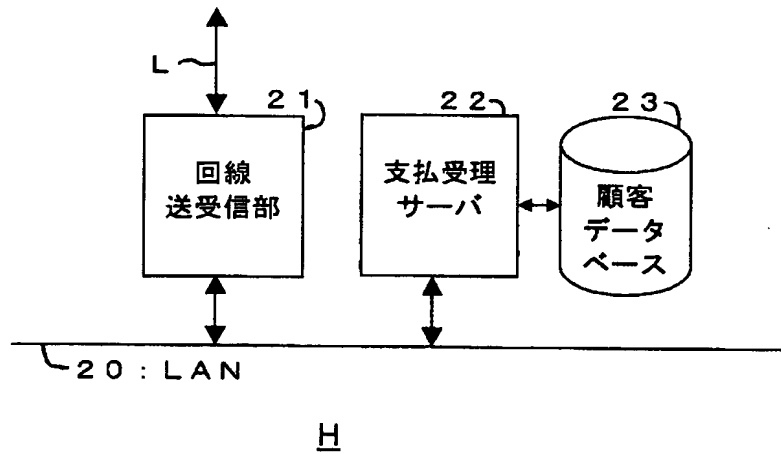 L
21
22
23
回線
送受信部
支払受理
サーバ
顧客
データ
ベース
20:LAN
H